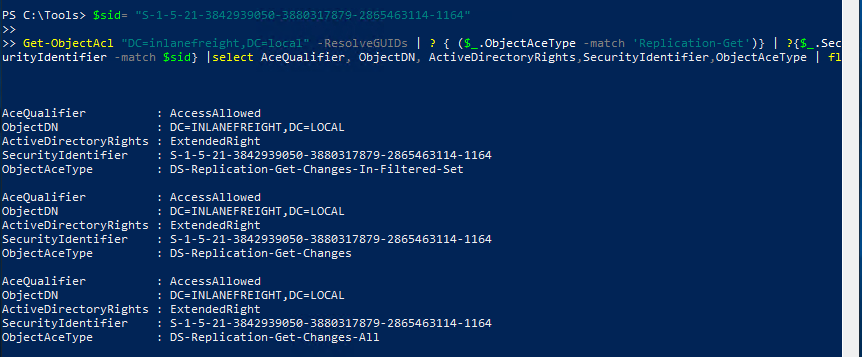 PS C:\Tools> $sid= "S-1-5-21-3842939050-3880317879-2865463114-1164"
>>
>> Get-ObjectAcl "DC=inlanefreight,DC=local" -ResolveGUIDs | ? { ($_.ObjectAceType -match 'Replication-Get')} | ?{$_.Sec
urityIdentifier -match $sid} |select AceQualifier, ObjectDN, ActiveDirectoryRights,SecurityIdentifier,ObjectAceType | fl
AceQualifier : AccessAllowed
ObjectDN : DC=INLANEFREIGHT,DC=LOCAL
ActiveDirectoryRights : ExtendedRight
SecurityIdentifier : S-1-5-21-3842939050-3880317879-2865463114-1164
ObjectAceType : DS-Replication-Get-Changes-In-Filtered-Set
AceQualifier : AccessAllowed
ObjectDN : DC=INLANEFREIGHT,DC=LOCAL
ActiveDirectoryRights : ExtendedRight
SecurityIdentifier : S-1-5-21-3842939050-3880317879-2865463114-1164
ObjectAceType : DS-Replication-Get-Changes
AceQualifier : AccessAllowed
ObjectDN : DC=INLANEFREIGHT,DC=LOCAL
ActiveDirectoryRights : ExtendedRight
SecurityIdentifier : S-1-5-21-3842939050-3880317879-2865463114-1164
ObjectAceType : DS-Replication-Get-Changes-All